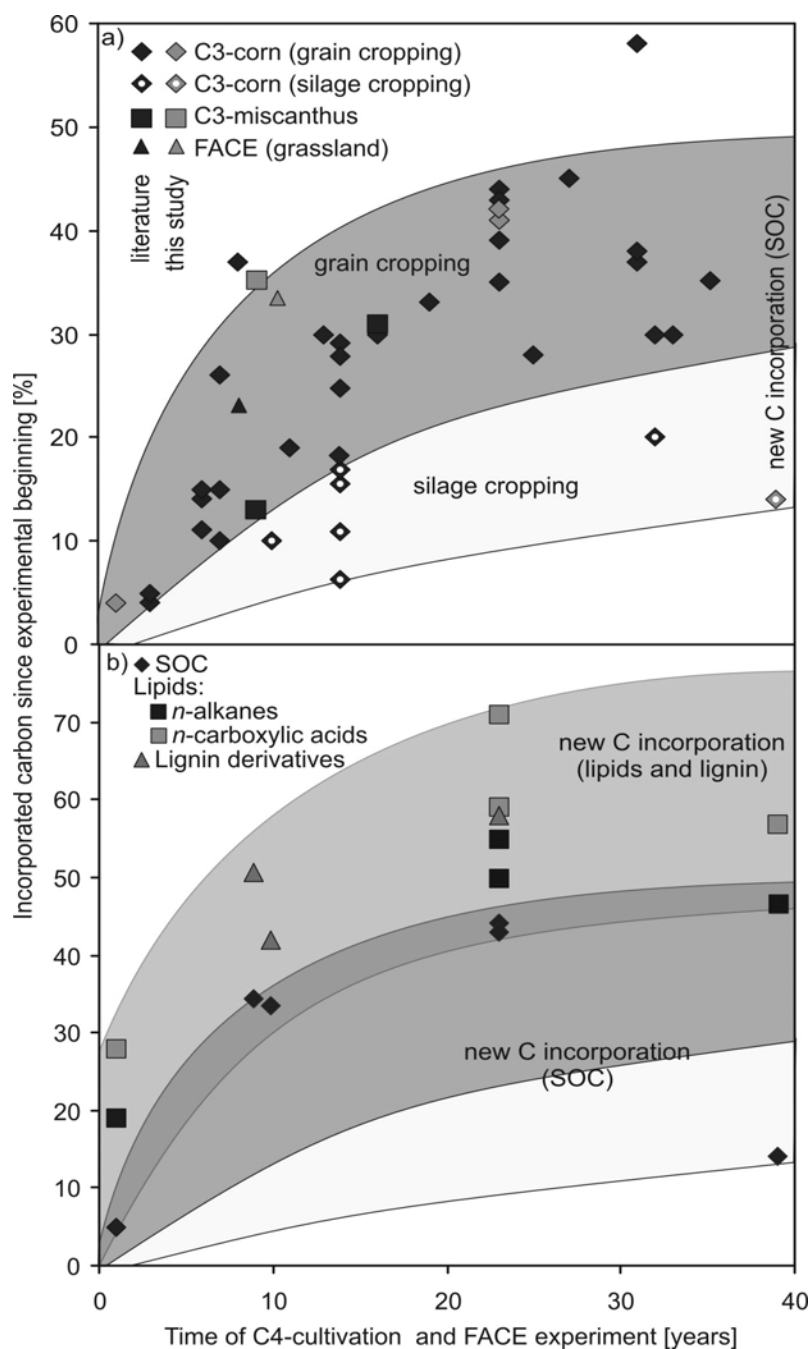 a)
C3-corn (grain cropping)
C3-corn (silage cropping)
C3-miscanthus
FACE (grassland)
literature
this study
grain cropping
silage cropping
new C incorporation (SOC)
60
50
40
30
20
10
0
Incorporated carbon since experimental beginning [%]
b)
SOC
Lipids:
n-alkanes
n-carboxylic acids
Lignin derivatives
new C incorporation
(lipids and lignin)
new C incorporation
(SOC)
70
60
50
40
30
20
10
0
0 10 20 30 40
Time of C4-cultivation and FACE experiment [years]